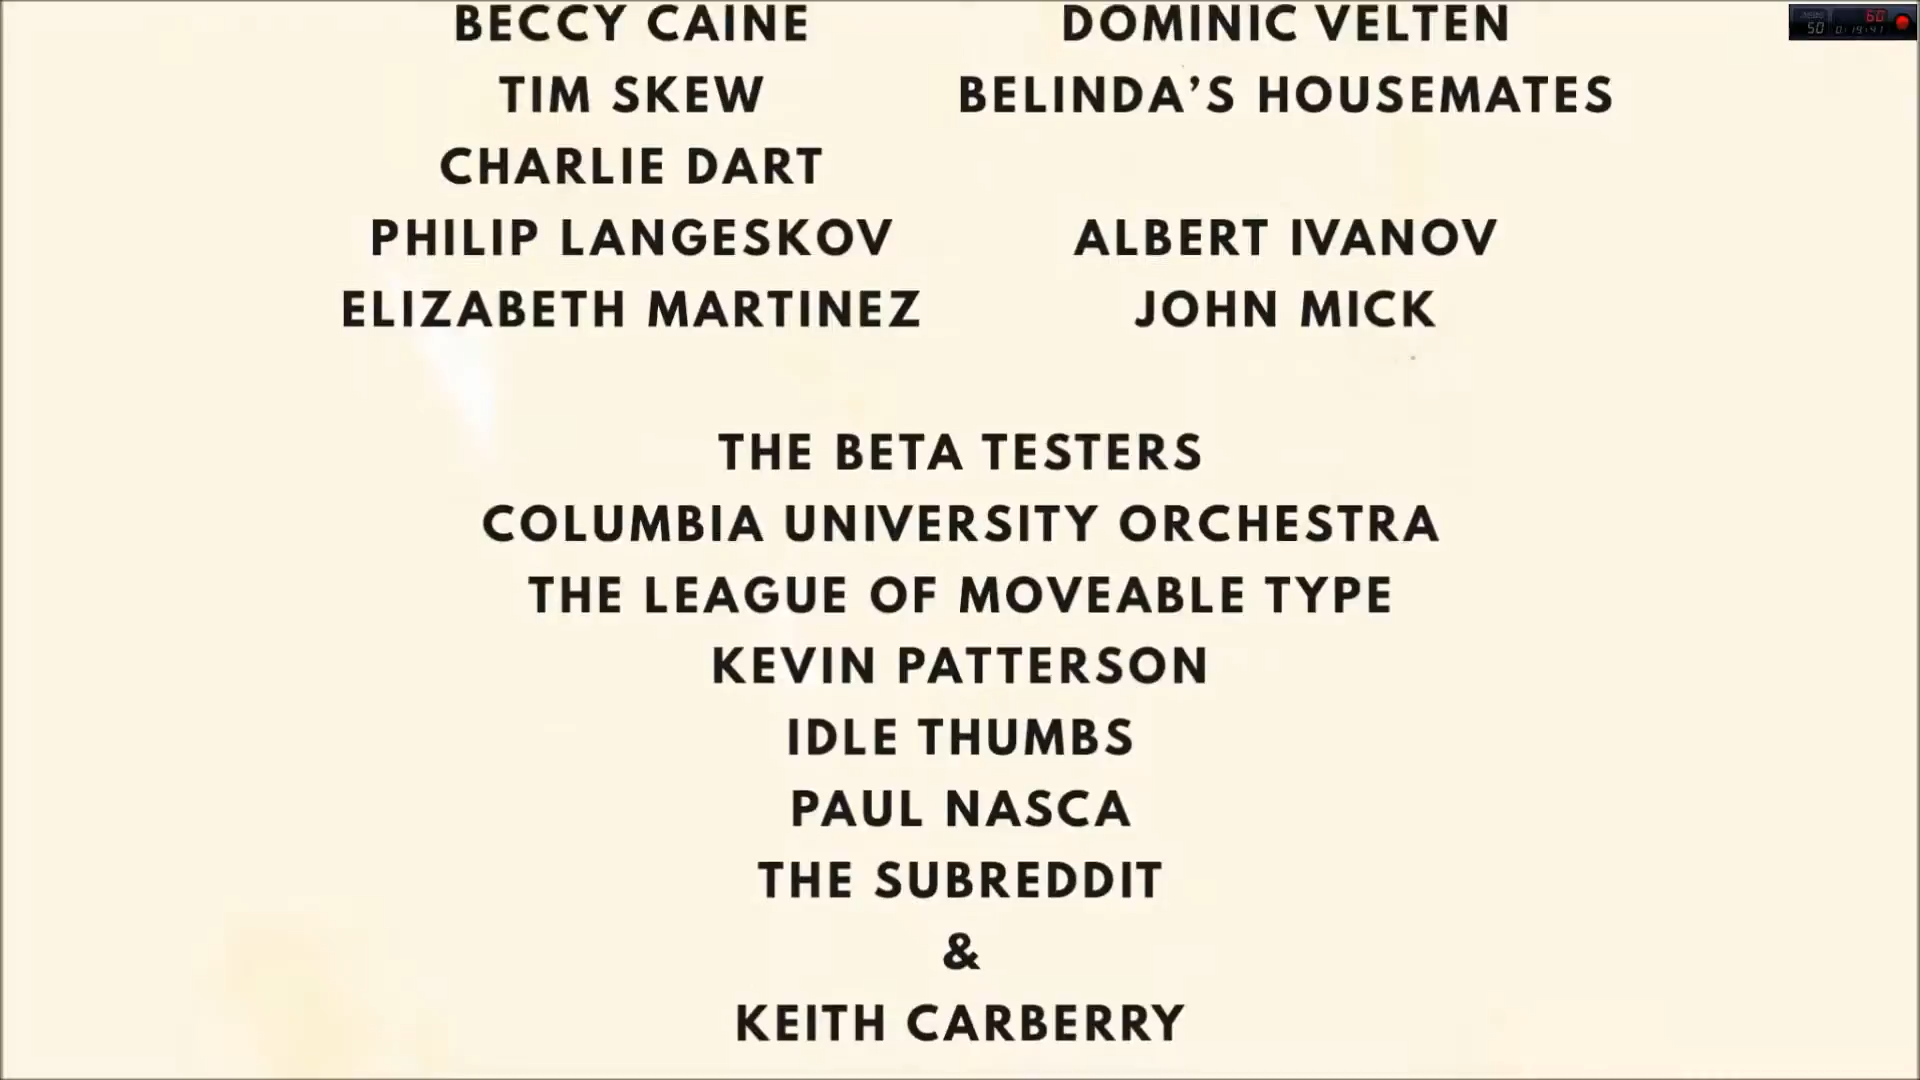 BECCY CAINE DOMINIC VELTEN
TIM SKEW BELINDA’S HOUSEMATES
CHARLIE DART
PHILIP LANGESKOV ALBERT IVANOV
ELIZABETH MARTINEZ JOHN MICK
THE BETA TESTERS
COLUMBIA UNIVERSITY ORCHESTRA
THE LEAGUE OF MOVEABLE TYPE
KEVIN PATTERSON
IDLE THUMBS
PAUL NASCA
THE SUBREDDIT
&
KEITH CARBERRY
60
50